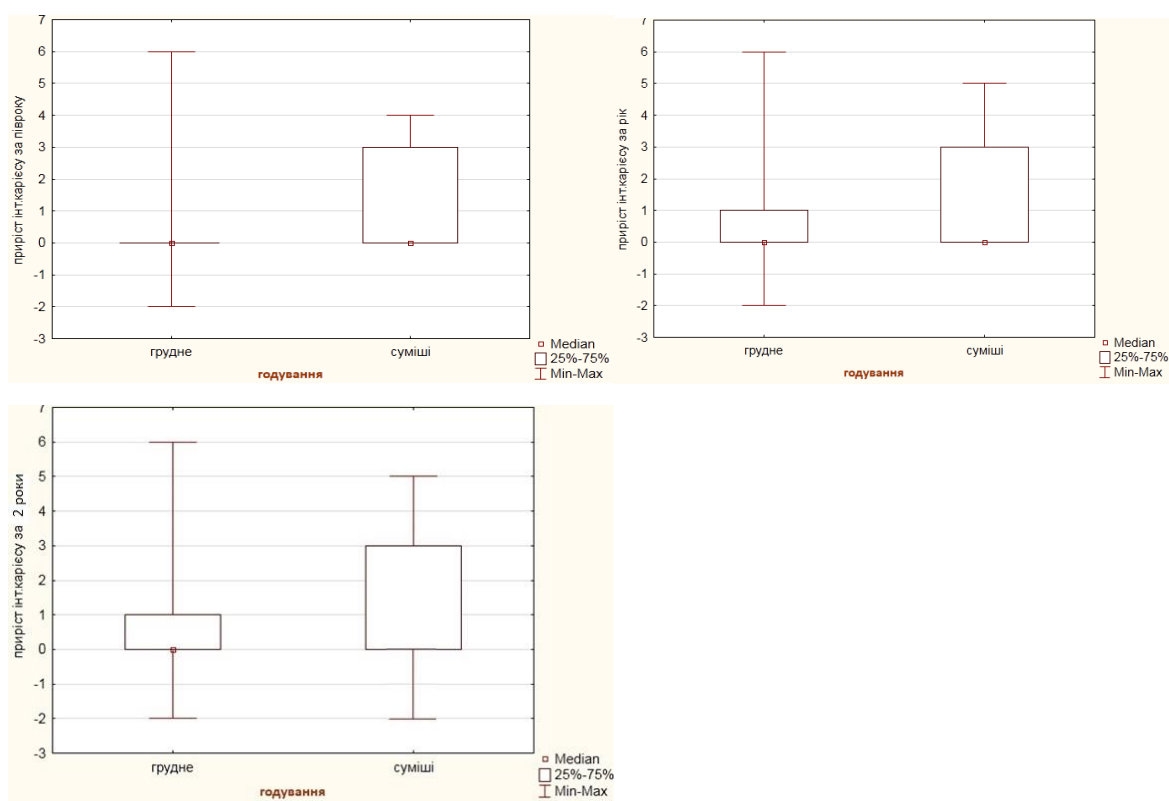 приріст інт.карієсу за півроку
7
6
5
4
3
2
1
0
-1
-2
-3
грудне
суміші
годування
Median
25%-75%
Min-Max
приріст інт.карієсу за рік
7
6
5
4
3
2
1
0
-1
-2
-3
грудне
суміші
годування
Median
25%-75%
Min-Max
приріст інт.карієсу за 2 роки
7
6
5
4
3
2
1
0
-1
-2
-3
грудне
суміші
годування
Median
25%-75%
Min-Max